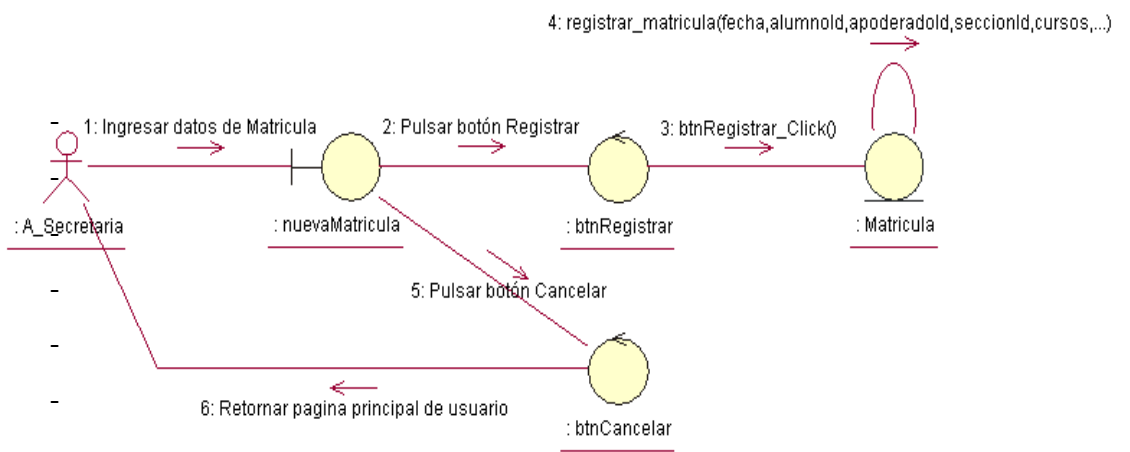 4: registrar_matricula(fecha,alumnoId,apoderadoId,seccionId,cursos,...)
1: Ingresar datos de Matricula
2: Pulsar botón Registrar
3: btnRegistrar_Click()
: A_Secretaria
: nuevaMatricula
: btnRegistrar
: Matricula
5: Pulsar botón Cancelar
6: Retornar pagina principal de usuario
: btnCancelar